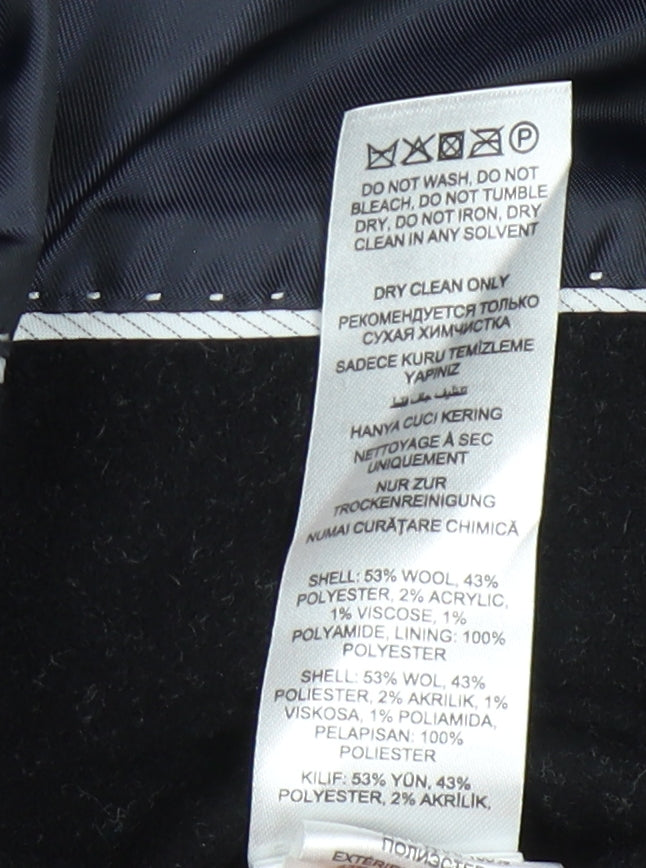 P
DO NOT WASH, DO NOT
BLEACH, DO NOT TUMBLE
DRY, DO NOT IRON, DRY
CLEAN IN ANY SOLVENT
DRY CLEAN ONLY
РЕКОМЕНДУЕТСЯ ТОЛЬКО
СУХАЯ ХИМЧИСТКА
SADECE KURU TEMİZLEME
YAPINIZ
تنظيف جاف فقط
HANYA CUCI KERING
NETTOYAGE À SEC
UNIQUEMENT
NUR ZUR
TROCKENREINIGUNG
NUMAI CURĂŢARE CHIMICĂ
SHELL: 53% WOOL, 43%
POLYESTER, 2% ACRYLIC,
1% VISCOSE, 1%
POLYAMIDE, LINING: 100%
POLYESTER
SHELL: 53% WOL, 43%
POLIESTER, 2% AKRILIK, 1%
VISKOSA, 1% POLIAMIDA,
PELAPISAN: 100%
POLIESTER
KILIF: 53% YÜN, 43%
POLYESTER, 2% AKRİLİK,